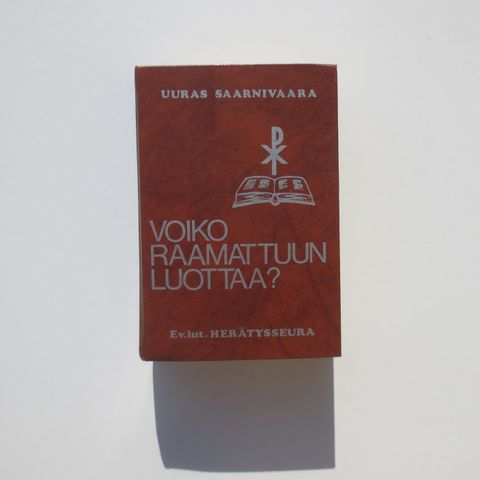 UURAS SAARNIVAARA
VOIKO
RAAMATTUUN
LUOTTAA?
Ev.lut. HERÄTYSSEURA